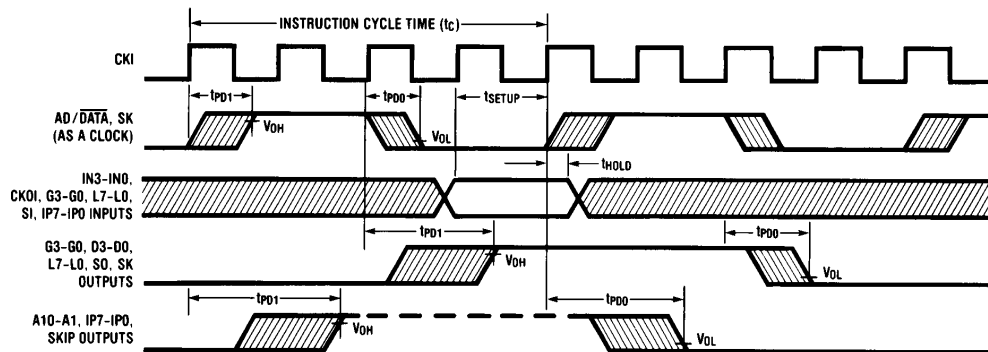 INSTRUCTION CYCLE TIME (tC)
CKI
tPD1
tPD0
tSETUP
AD/DATA, SK
(AS A CLOCK)
VOH
VOL
tHOLD
IN3-IN0,
CKOI, G3-G0, L7-L0,
SI, IP7-IP0 INPUTS
tPD1
tPD0
G3-G0, D3-D0,
L7-L0, SO, SK
OUTPUTS
VOH
VOL
tPD1
tPD0
A10-A1, IP7-IP0,
SKIP OUTPUTS
VOH
VOL